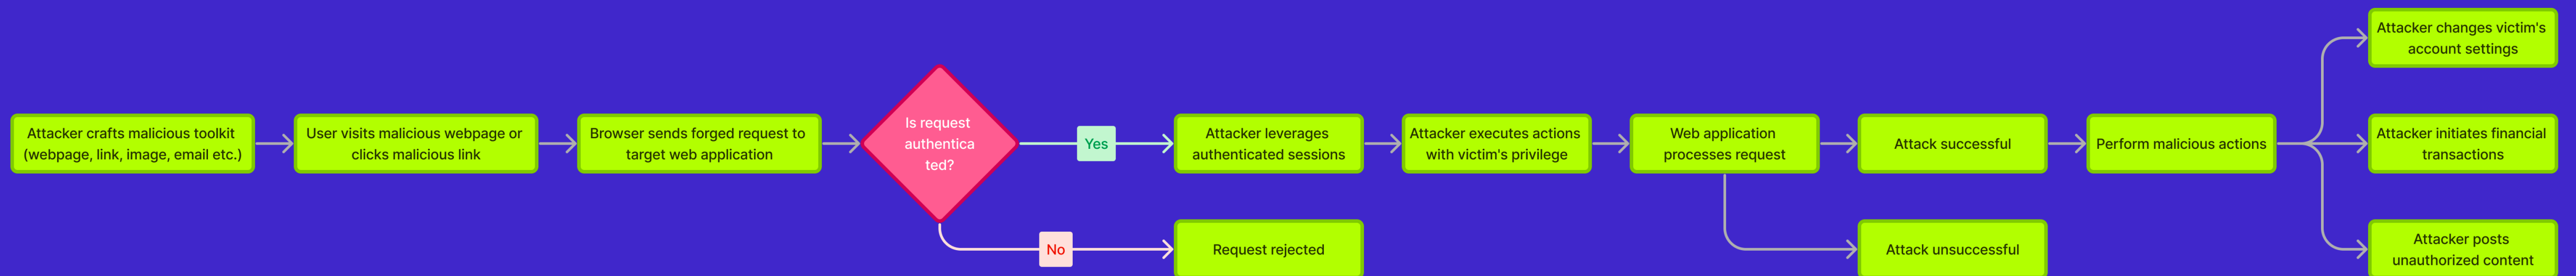 Attacker crafts malicious toolkit
(webpage, link, image, email etc.)
User visits malicious webpage or
clicks malicious link
Browser sends forged request to
target web application
Is request
authentica
ted?
Yes
No
Attacker leverages
authenticated sessions
Request rejected
Attacker executes actions
with victim's privilege
Web application
processes request
Attack successful
Attack unsuccessful
Perform malicious actions
Attacker changes victim's
account settings
Attacker initiates financial
transactions
Attacker posts
unauthorized content